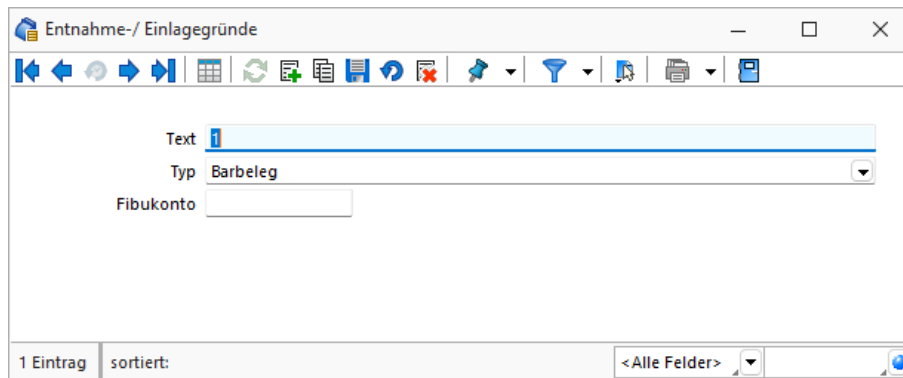 Entnahme-/ Einlagegründe
Text 1
Typ Barbeleg
Fibukonto
1 Eintrag sortiert: <Alle Felder>